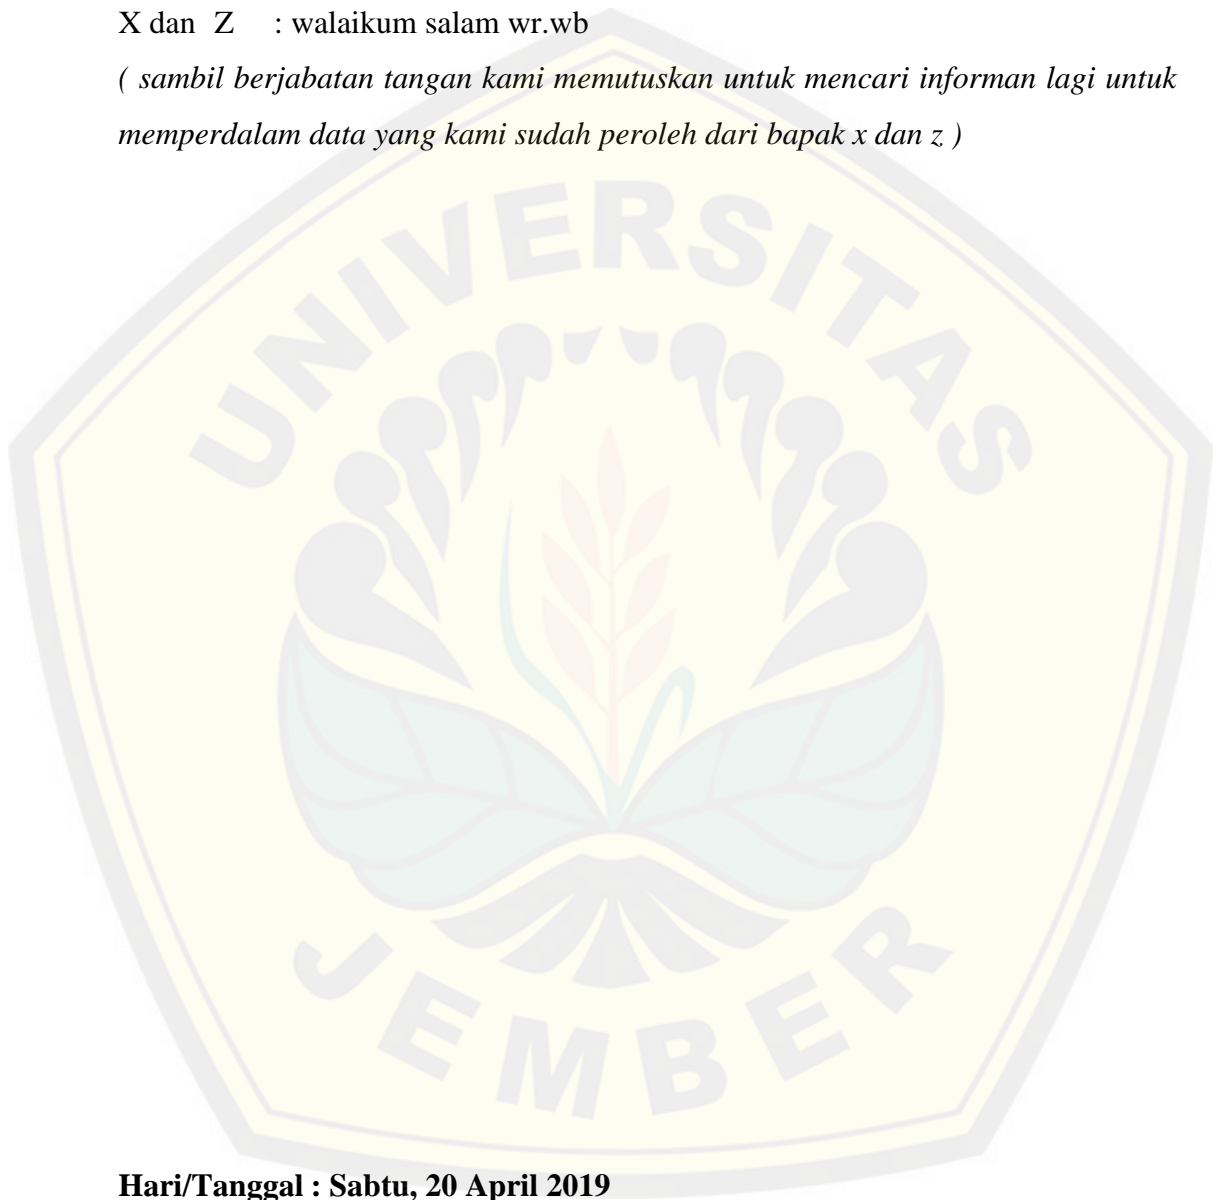 X dan Z : walaikum salam wr.wb
( sambil berjabatan tangan kami memutuskan untuk mencari informan lagi untuk
memperdalam data yang kami sudah peroleh dari bapak x dan z )
UNIVERSITAS
JEMBER
Hari/Tanggal : Sabtu, 20 April 2019